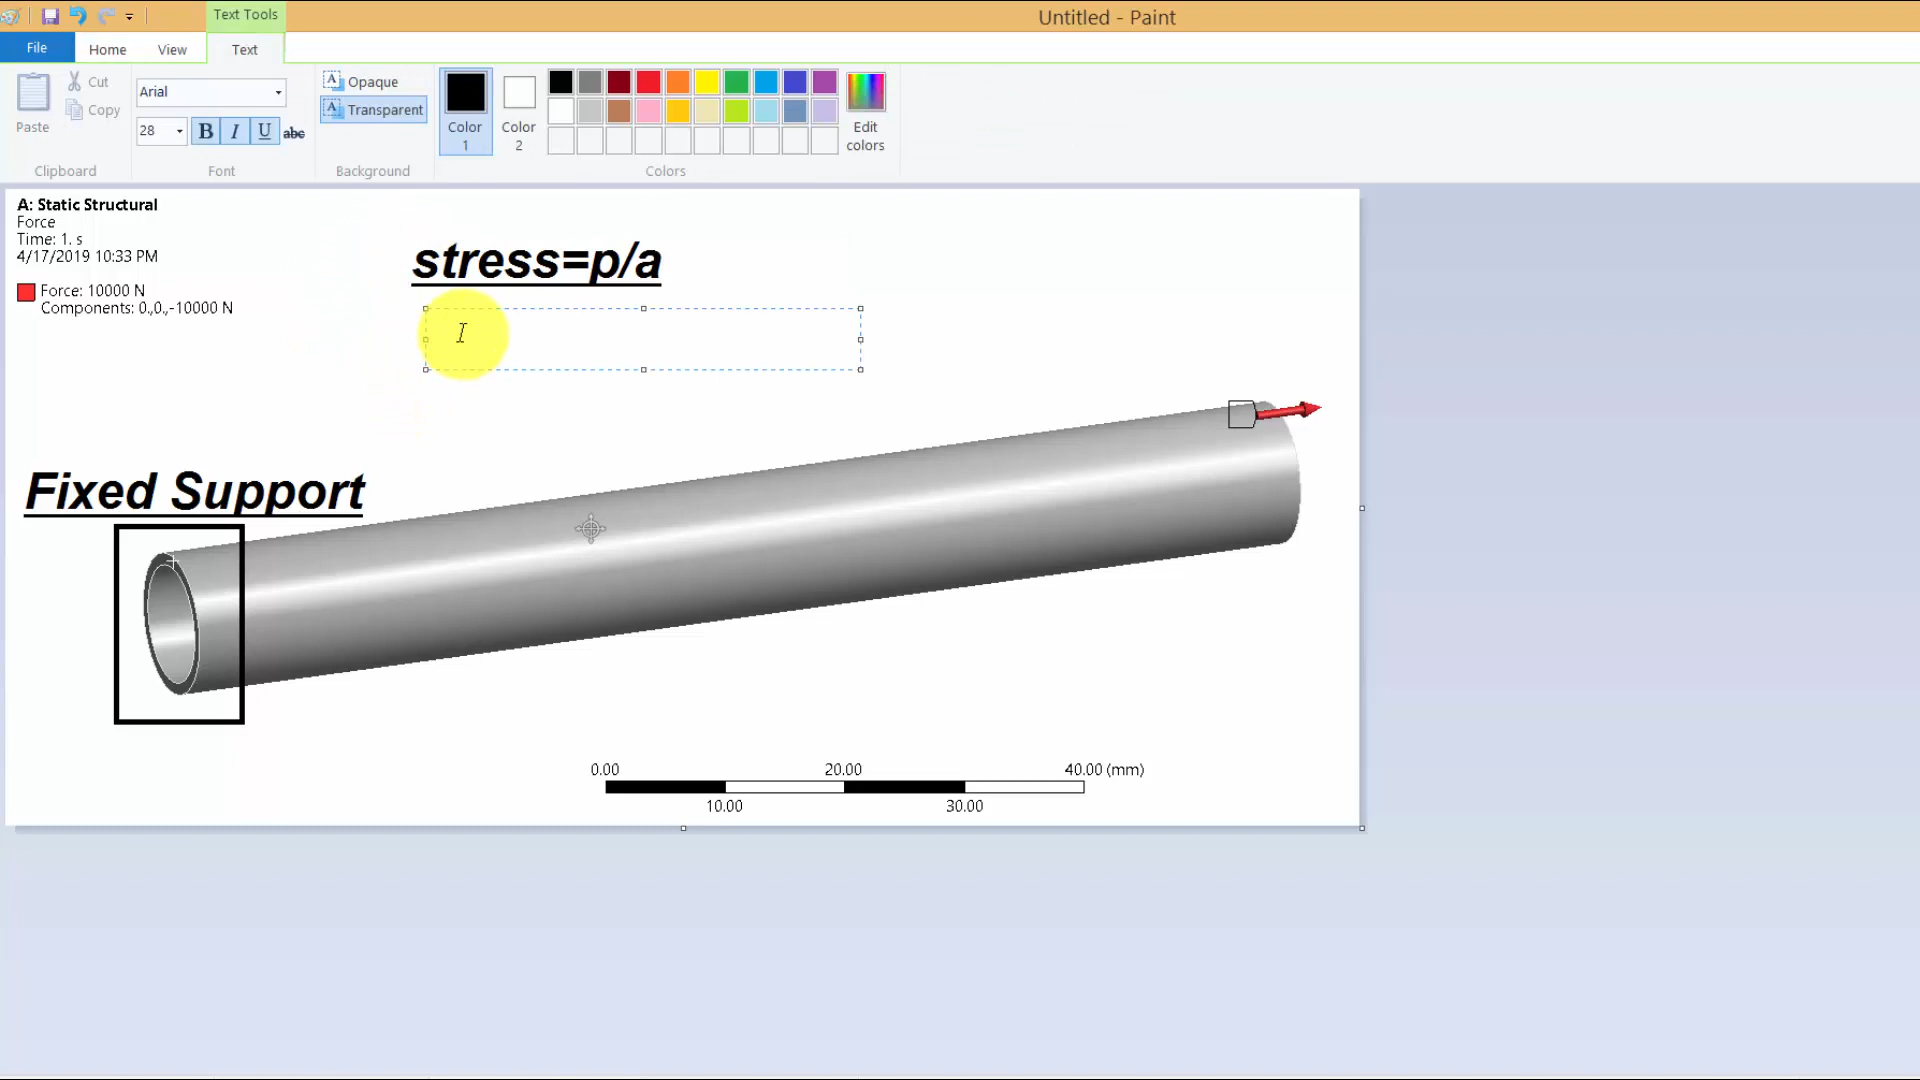 Text Tools
Untitled - Paint
File
Home
View
Text
Cut
Copy
Paste
Clipboard
Arial
28
B I U abc
Font
Opaque
Transparent
Background
Color 1
Color 2
Edit colors
Colors
A: Static Structural
Force
Time: 1. s
4/17/2019 10:33 PM
Force: 10000 N
Components: 0.,0.,-10000 N
stress=p/a
Fixed Support
0.00 20.00 40.00 (mm)
10.00 30.00